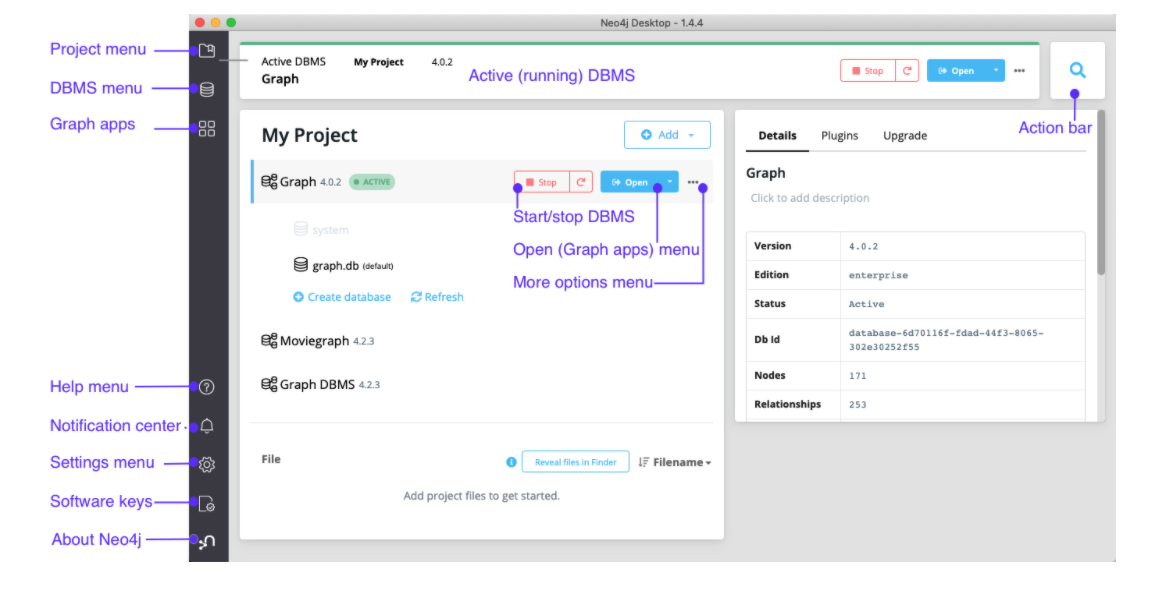 Neo4j Desktop - 1.4.4
Project menu
DBMS menu
Graph apps
Active DBMS My Project 4.0.2
Graph
Active (running) DBMS
Stop Open
Action bar
My Project
Add
Graph 4.0.2 ACTIVE
Stop Open
Start/stop DBMS
system
Open (Graph apps) menu
graph.db (default)
More options menu
Create database Refresh
Moviegraph 4.2.3
Graph DBMS 4.2.3
File
Reveal files in Finder
Filename
Add project files to get started.
Details Plugins Upgrade
Graph
Click to add description
Version 4.0.2
Edition enterprise
Status Active
Db Id database-6d70116f-fdad-44f3-8065-
302e30252f55
Nodes 171
Relationships 253
Help menu
Notification center
Settings menu
Software keys
About Neo4j